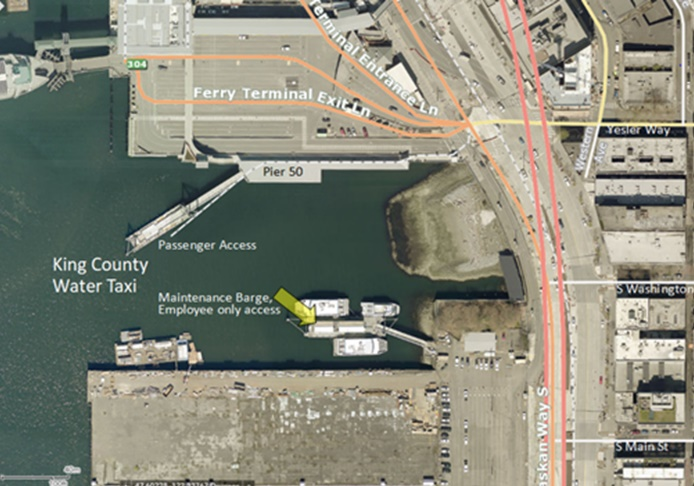 Terminal Entrance Ln
304
Ferry Terminal Exit Ln
Yesler Way
Western
Ave
Pier 50
Passenger Access
King County
Water Taxi
S Washington
Maintenance Barge,
Employee only access
skan Way S
S Main St